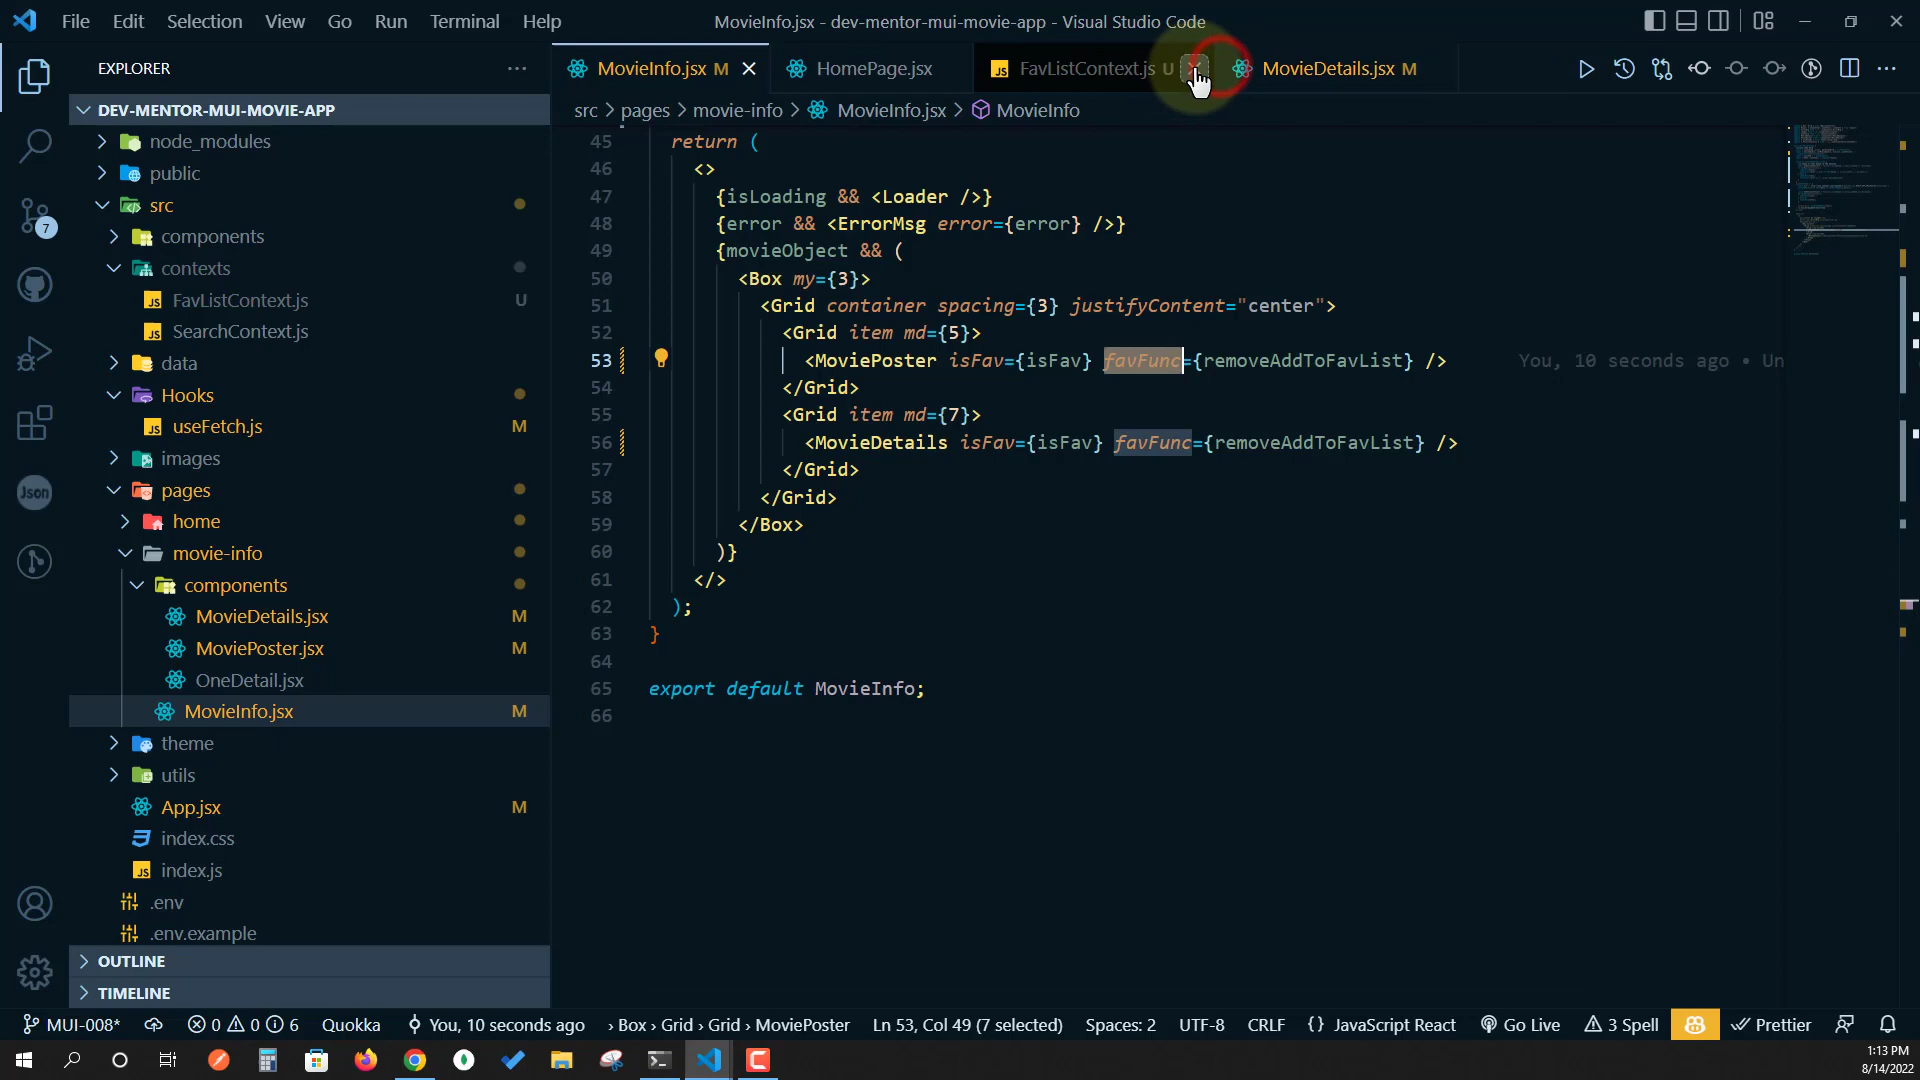 File Edit Selection View Go Run Terminal Help
MovieInfo.jsx - dev-mentor-mui-movie-app - Visual Studio Code
EXPLORER
DEV-MENTOR-MUI-MOVIE-APP
node_modules
public
src
components
contexts
FavListContext.js U
SearchContext.js
data
Hooks
useFetch.js M
images
pages
home
movie-info
components
MovieDetails.jsx M
MoviePoster.jsx M
OneDetail.jsx
MovieInfo.jsx M
theme
utils
App.jsx M
index.css
index.js
.env
.env.example
OUTLINE
TIMELINE
7
Json
MovieInfo.jsx M
HomePage.jsx
FavListContext.js U
MovieDetails.jsx M
src > pages > movie-info > MovieInfo.jsx > MovieInfo
45 return (
46 <>
47 {isLoading && <Loader />}
48 {error && <ErrorMsg error={error} />}
49 {movieObject && (
50 <Box my={3}>
51 <Grid container spacing={3} justifyContent="center">
52 <Grid item md={5}>
53 <MoviePoster isFav={isFav} favFunc={removeAddToFavList} /> You, 10 seconds ago • Un
54 </Grid>
55 <Grid item md={7}>
56 <MovieDetails isFav={isFav} favFunc={removeAddToFavList} />
57 </Grid>
58 </Grid>
59 </Box>
60 )}
61 </>
62 );
63 }
64
65 export default MovieInfo;
66
MUI-008* 0 0 6 Quokka You, 10 seconds ago › Box › Grid › Grid › MoviePoster Ln 53, Col 49 (7 selected) Spaces: 2 UTF-8 CRLF {} JavaScript React Go Live 3 Spell Prettier
1:13 PM
8/14/2022